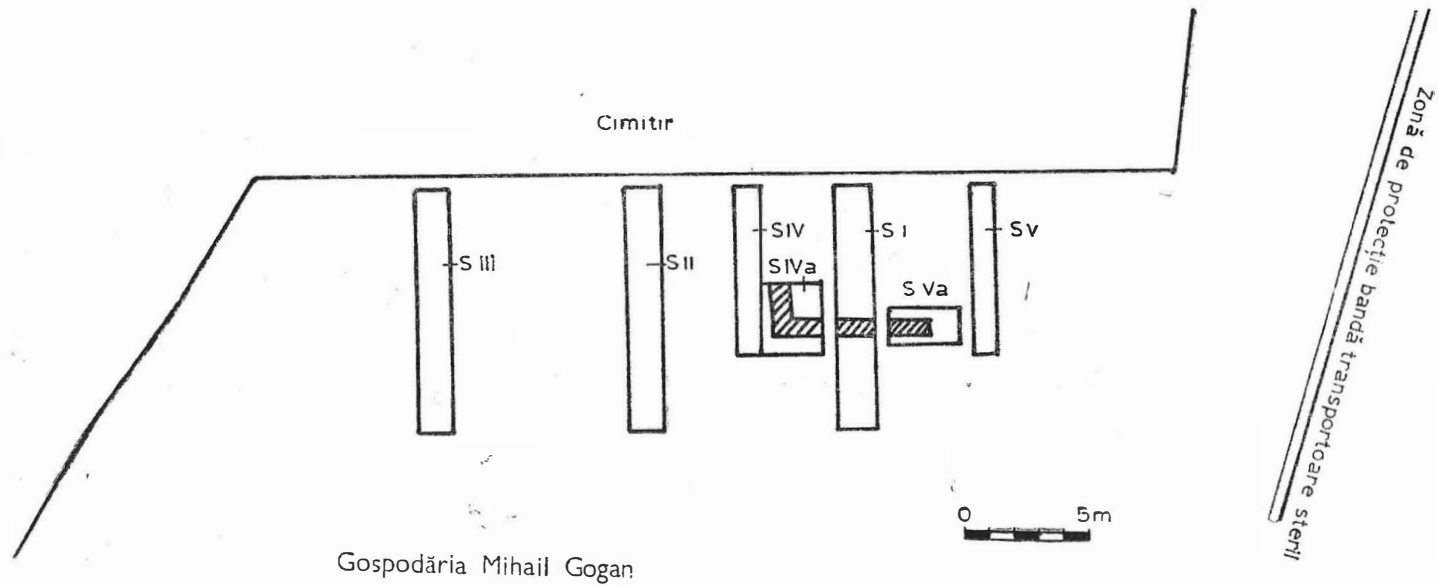 Cimitir
S IV
S I
S V
S III
S II
S IVa
S Va
0 5m
Gospodăria Mihail Gogan
Zonă de protecție bandă transportoare steril